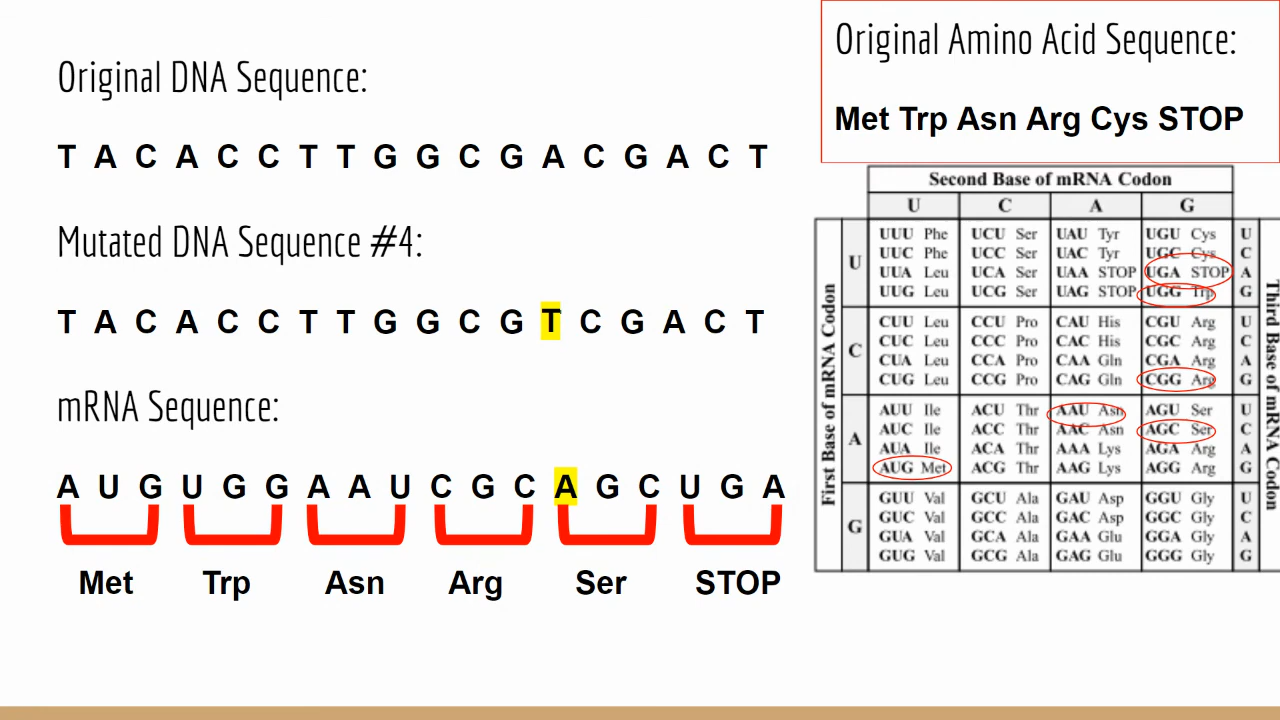 Original DNA Sequence:
T A C A C C T T G G C G A C G A C T
Mutated DNA Sequence #4:
T A C A C C T T G G C G T C G A C T
mRNA Sequence:
A U G U G G A A U C G C A G C U G A
Met Trp Asn Arg Ser STOP
Original Amino Acid Sequence:
Met Trp Asn Arg Cys STOP
Second Base of mRNA Codon
U C A G
First Base of mRNA Codon
U
UUU Phe UCU Ser UAU Tyr UGU Cys U
UUC Phe UCC Ser UAC Tyr UGC Cys C
UUA Leu UCA Ser UAA STOP UGA STOP A
UUG Leu UCG Ser UAG STOP UGG Trp G
C
CUU Leu CCU Pro CAU His CGU Arg U
CUC Leu CCC Pro CAC His CGC Arg C
CUA Leu CCA Pro CAA Gln CGA Arg A
CUG Leu CCG Pro CAG Gln CGG Arg G
A
AUU Ile ACU Thr AAU Asn AGU Ser U
AUC Ile ACC Thr AAC Asn AGC Ser C
AUA Ile ACA Thr AAA Lys AGA Arg A
AUG Met ACG Thr AAG Lys AGG Arg G
G
GUU Val GCU Ala GAU Asp GGU Gly U
GUC Val GCC Ala GAC Asp GGC Gly C
GUA Val GCA Ala GAA Glu GGA Gly A
GUG Val GCG Ala GAG Glu GGG Gly G
Third Base of mRNA Codon